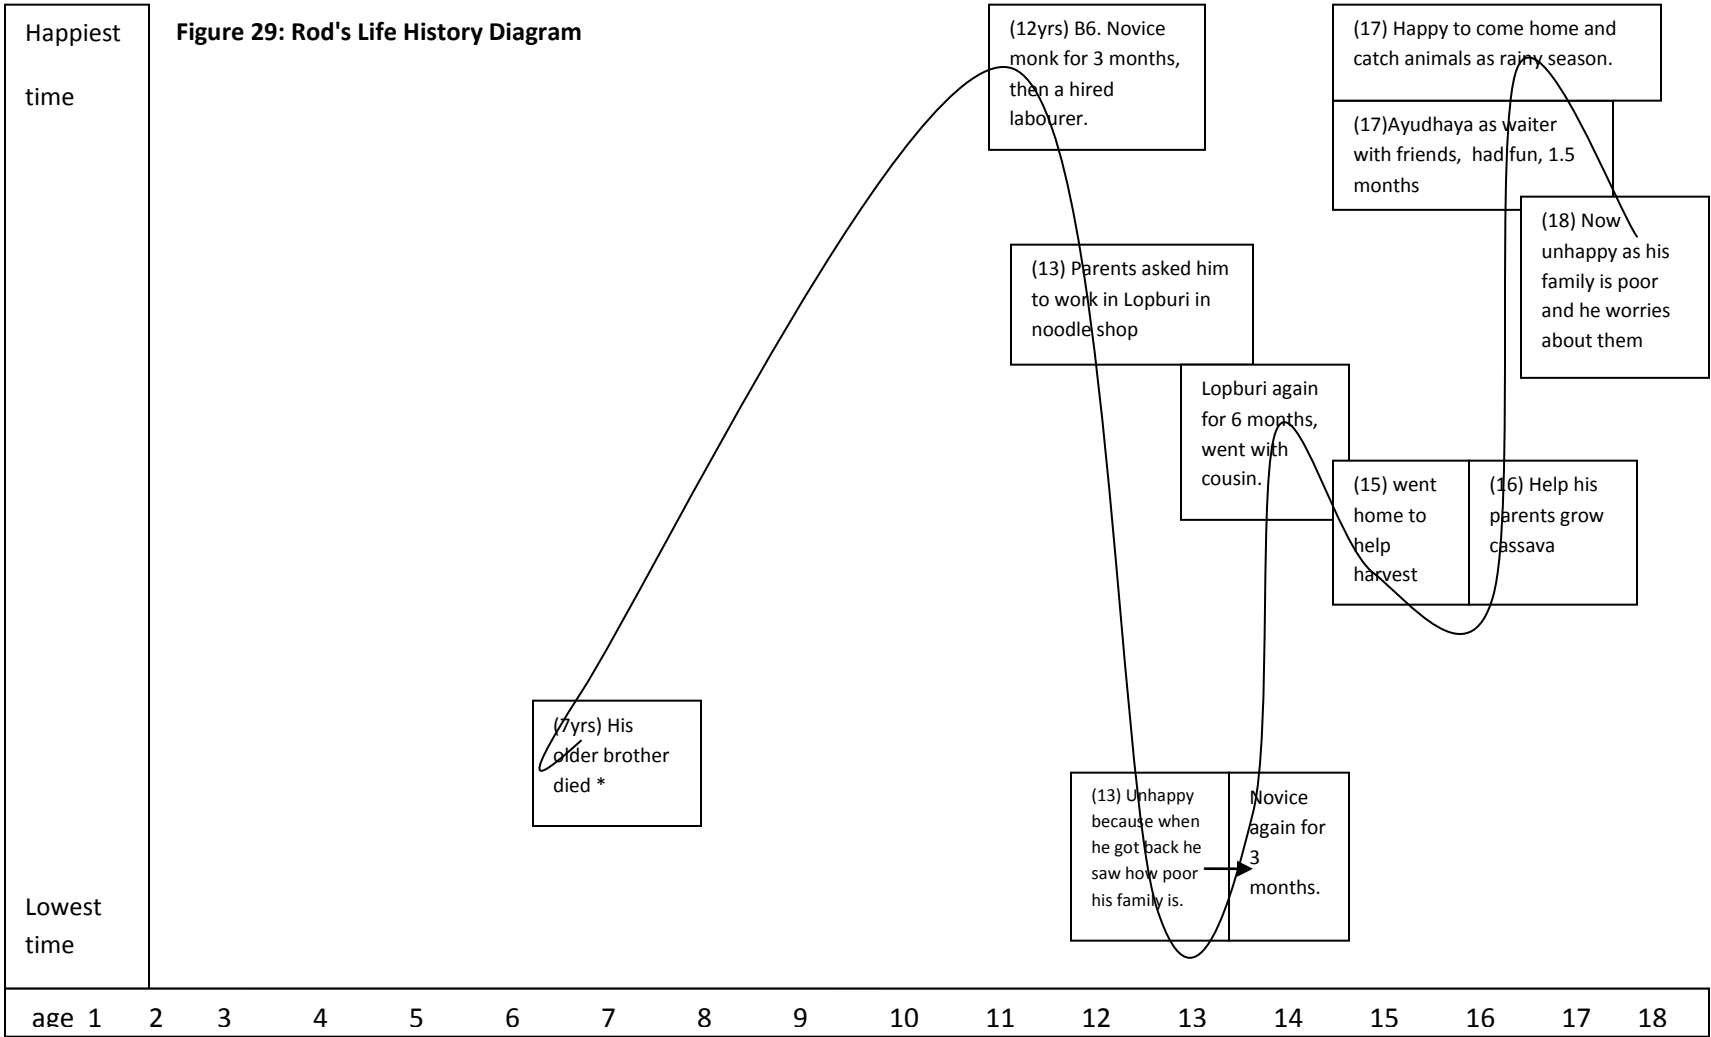 Happiest
time
Figure 29: Rod's Life History Diagram
(12yrs) B6. Novice
monk for 3 months,
then a hired
labourer.
(17) Happy to come home and
catch animals as rainy season.
(17)Ayudhaya as waiter
with friends,  had fun, 1.5
months
(18) Now
unhappy as his
family is poor
and he worries
about them
(13) Parents asked him
to work in Lopburi in
noodle shop
Lopburi again
for 6 months,
went with
cousin.
(15) went
home to
help
harvest
(16) Help his
parents grow
cassava
(7yrs) His
older brother
died *
(13) Unhappy
because when
he got back he
saw how poor
his family is.
Novice
again for
3
months.
Lowest
time
age 1 2 3 4 5 6 7 8 9 10 11 12 13 14 15 16 17 18